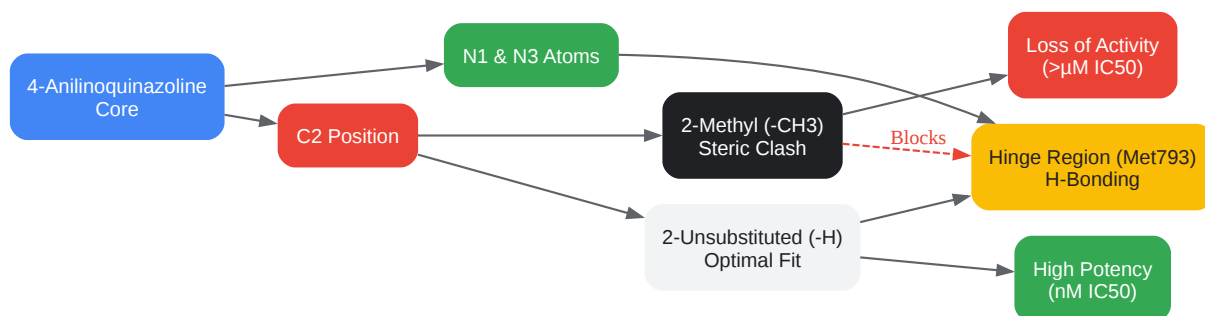 4-Anilinoquinazoline
Core
N1 & N3 Atoms
C2 Position
2-Methyl (-CH3)
Steric Clash
2-Unsubstituted (-H)
Optimal Fit
Blocks
Loss of Activity
(>µM IC50)
Hinge Region (Met793)
H-Bonding
High Potency
(nM IC50)